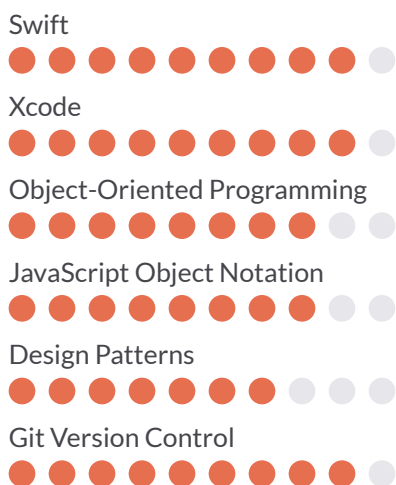 Swift
Xcode
Object-Oriented Programming
JavaScript Object Notation
Design Patterns
Git Version Control